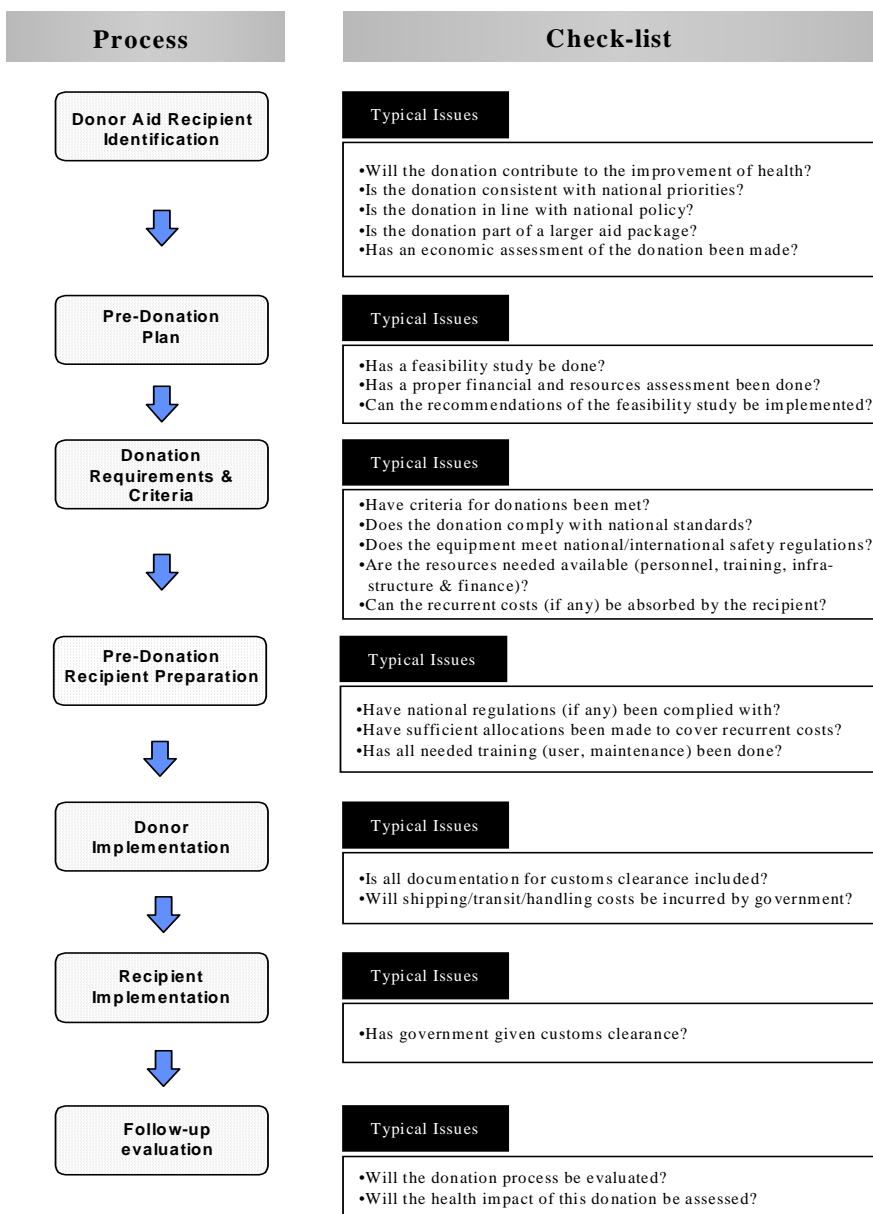 Process
Check-list
Donor Aid Recipient
Identification
Typical Issues
•Will the donation contribute to the improvement of health?
•Is the donation consistent with national priorities?
•Is the donation in line with national policy?
•Is the donation part of a larger aid package?
•Has an economic assessment of the donation been made?
Pre-Donation
Plan
Typical Issues
•Has a feasibility study be done?
•Has a proper financial and resources assessment been done?
•Can the recommendations of the feasibility study be implemented?
Donation
Requirements &
Criteria
Typical Issues
•Have criteria for donations been met?
•Does the donation comply with national standards?
•Does the equipment meet national/international safety regulations?
•Are the resources needed available (personnel, training, infra-
structure & finance)?
•Can the recurrent costs (if any) be absorbed by the recipient?
Pre-Donation
Recipient Preparation
Typical Issues
•Have national regulations (if any) been complied with?
•Have sufficient allocations been made to cover recurrent costs?
•Has all needed training (user, maintenance) been done?
Donor
Implementation
Typical Issues
•Is all documentation for customs clearance included?
•Will shipping/transit/handling costs be incurred by government?
Recipient
Implementation
Typical Issues
•Has government given customs clearance?
Follow-up
evaluation
Typical Issues
•Will the donation process be evaluated?
•Will the health impact of this donation be assessed?